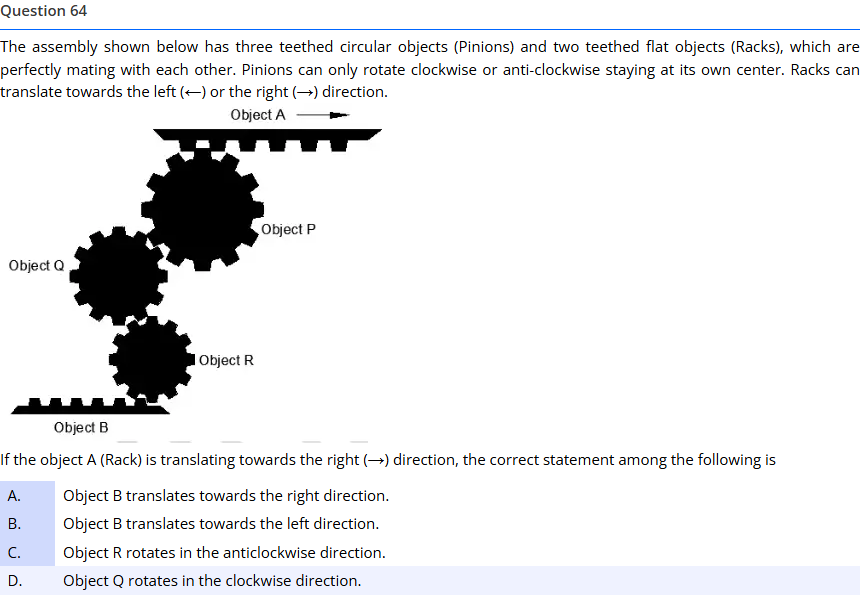 Question 64
The assembly shown below has three teethed circular objects (Pinions) and two teethed flat objects (Racks), which are
perfectly mating with each other. Pinions can only rotate clockwise or anti-clockwise staying at its own center. Racks can
translate towards the left (←) or the right (→) direction.
Object A
Object P
Object Q
Object R
Object B
If the object A (Rack) is translating towards the right (→) direction, the correct statement among the following is
A. Object B translates towards the right direction.
B. Object B translates towards the left direction.
C. Object R rotates in the anticlockwise direction.
D. Object Q rotates in the clockwise direction.